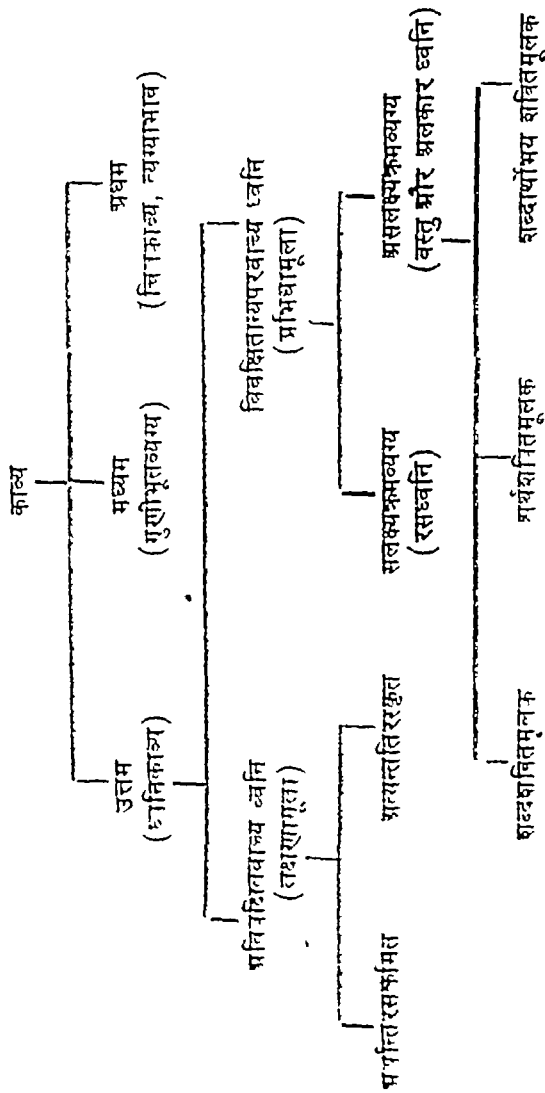 काव्य
उत्तम
(ध्वनिकाव्य)
मध्यम
(गुणीभूतव्यंग्य)
अधम
(चित्रकाव्य, व्यंग्याभाव)
अविवक्षितवाच्य ध्वनि
(लक्षणामूला)
विवक्षितान्यपरवाच्य ध्वनि
(अभिधामूला)
अर्थान्तरसंक्रमित
अत्यन्ततिरस्कृत
सलक्ष्यक्रमव्यंग्य
(रसध्वनि)
असलक्ष्यक्रमव्यंग्य
(वस्तु और अलकार ध्वनि)
शब्दशक्तिमूलक
अर्थशक्तिमूलक
शब्दार्थोभय शक्तिमूलक